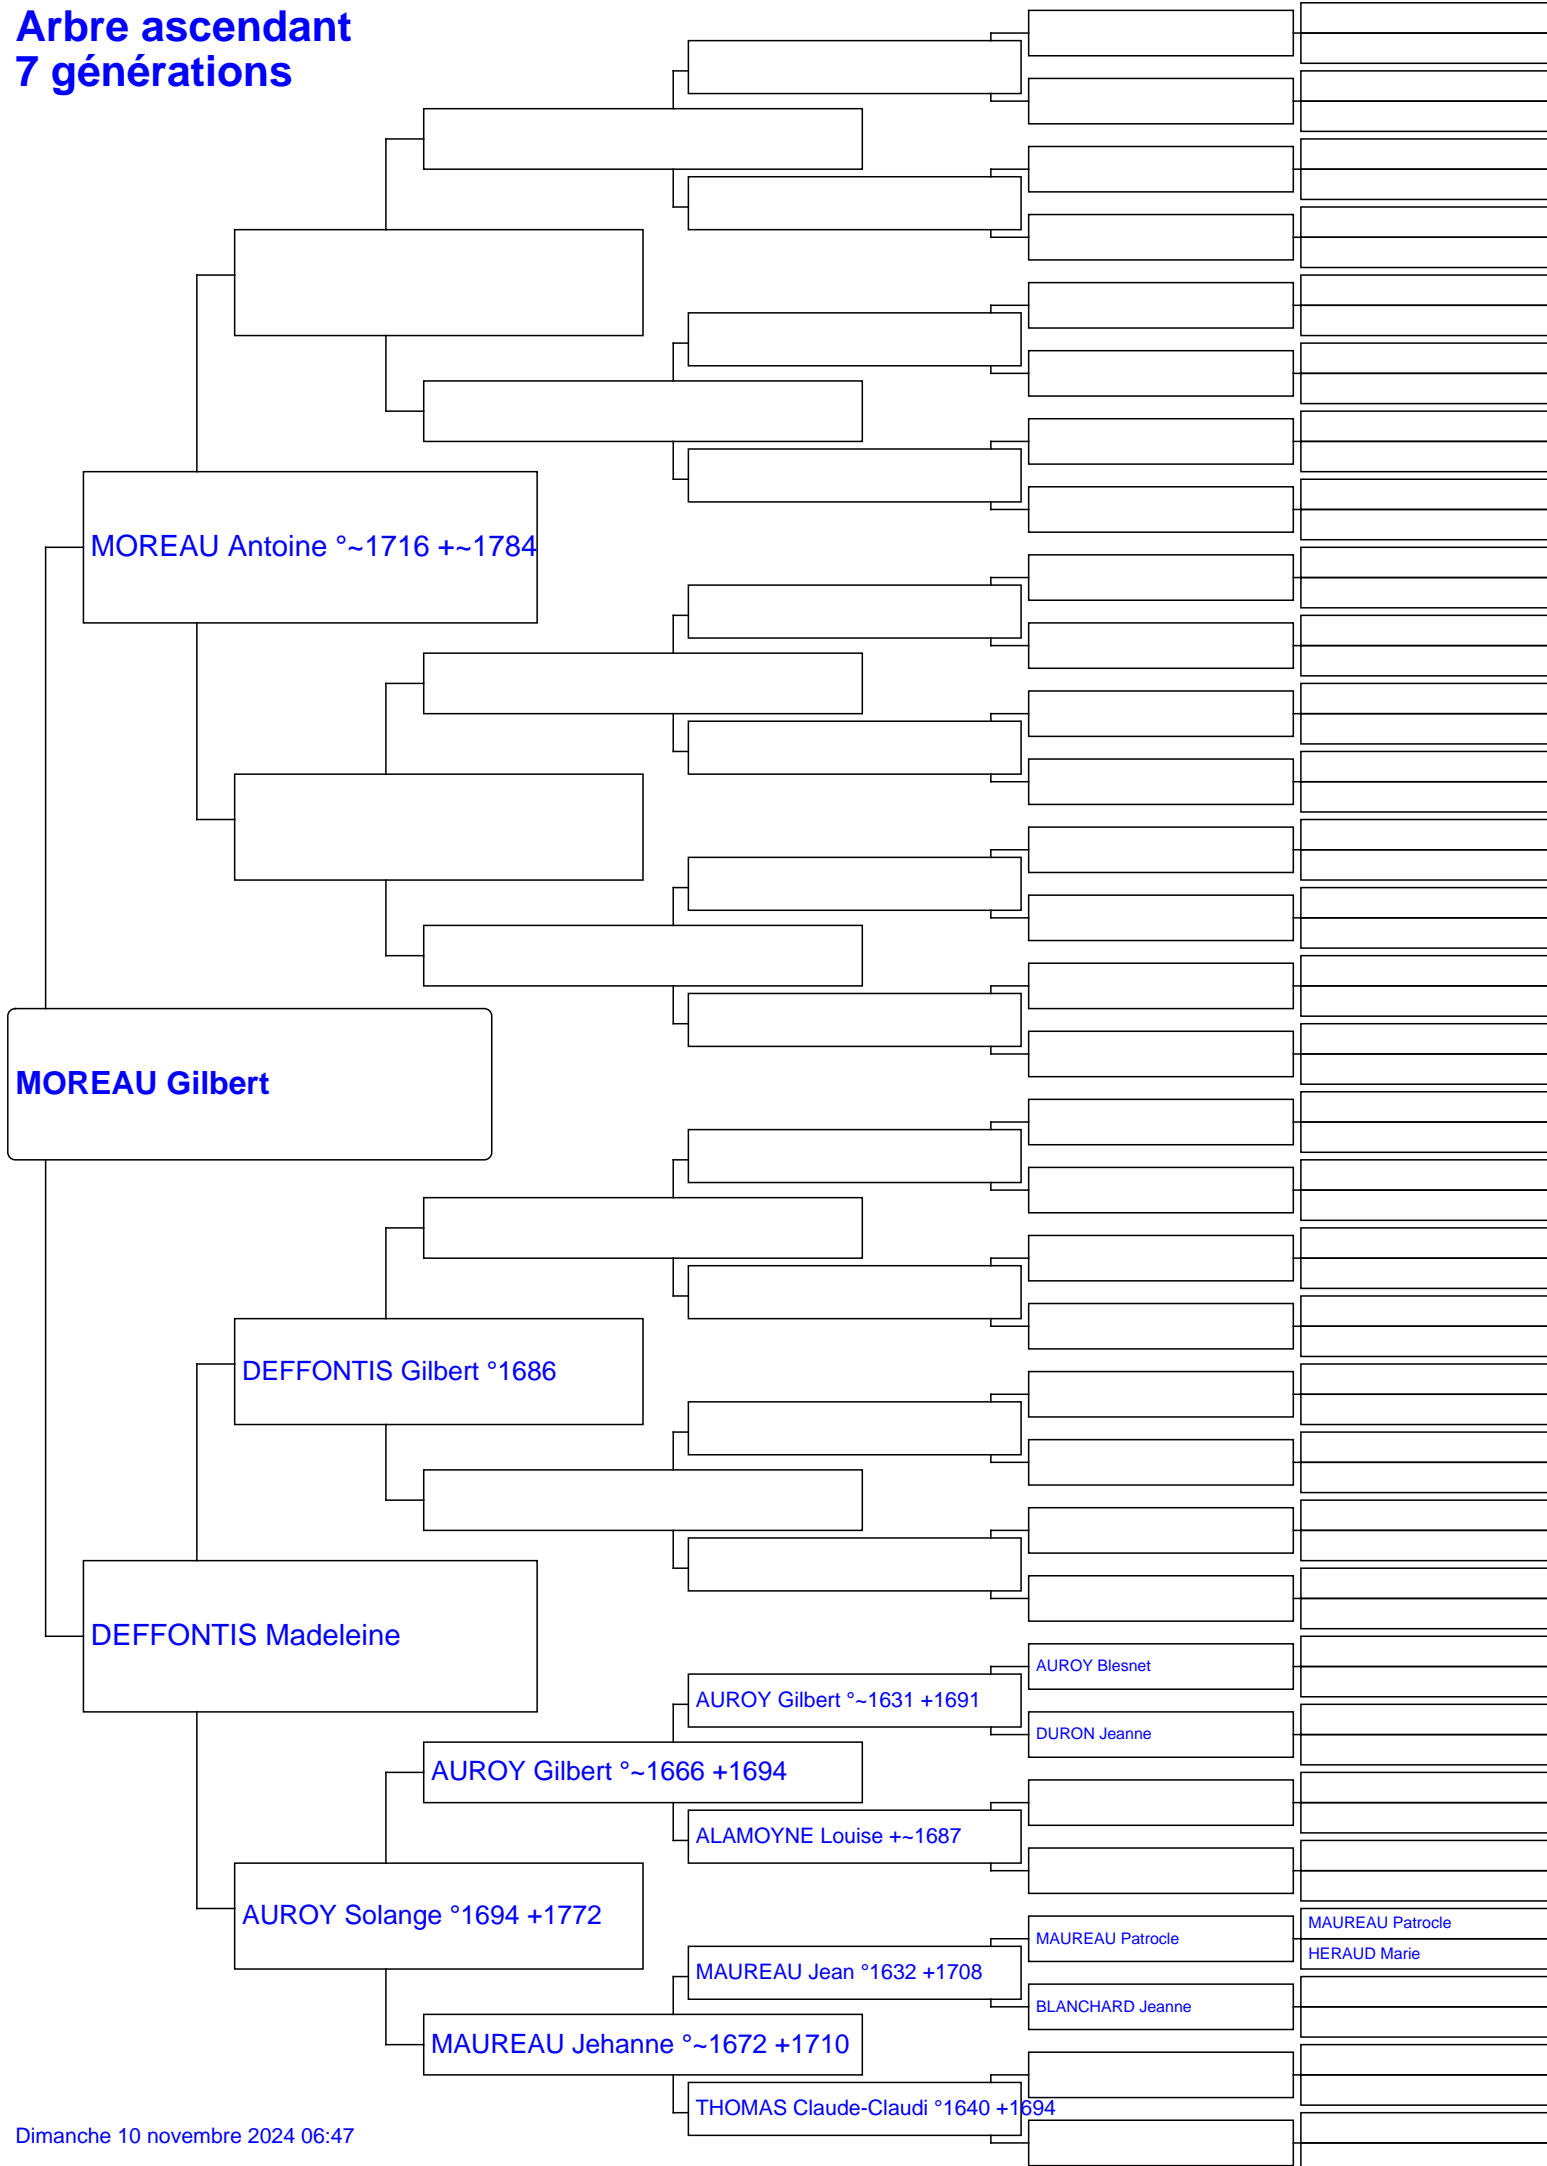 Arbre ascendant
7 générations
MOREAU Antoine °~1716 +~1784
MOREAU Gilbert
DEFFONTIS Gilbert °1686
DEFFONTIS Madeleine
AUROY Blesnet
AUROY Gilbert °~1631 +1691
DURON Jeanne
AUROY Gilbert °~1666 +1694
ALAMOYNE Louise +~1687
AUROY Solange °1694 +1772
MAUREAU Patrocle
MAUREAU Patrocle
HERAUD Marie
MAUREAU Jean °1632 +1708
BLANCHARD Jeanne
MAUREAU Jehanne °~1672 +1710
THOMAS Claude-Claudi °1640 +1694
Dimanche 10 novembre 2024 06:47